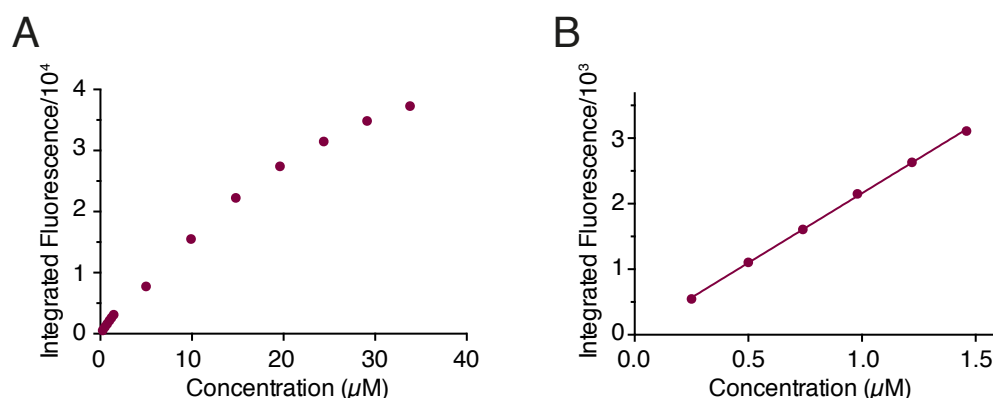 A
Integrated Fluorescence/10⁴
4
3
2
1
0
0 10 20 30 40
Concentration (µM)
B
Integrated Fluorescence/10³
3
2
1
0
0.0 0.5 1.0 1.5
Concentration (µM)